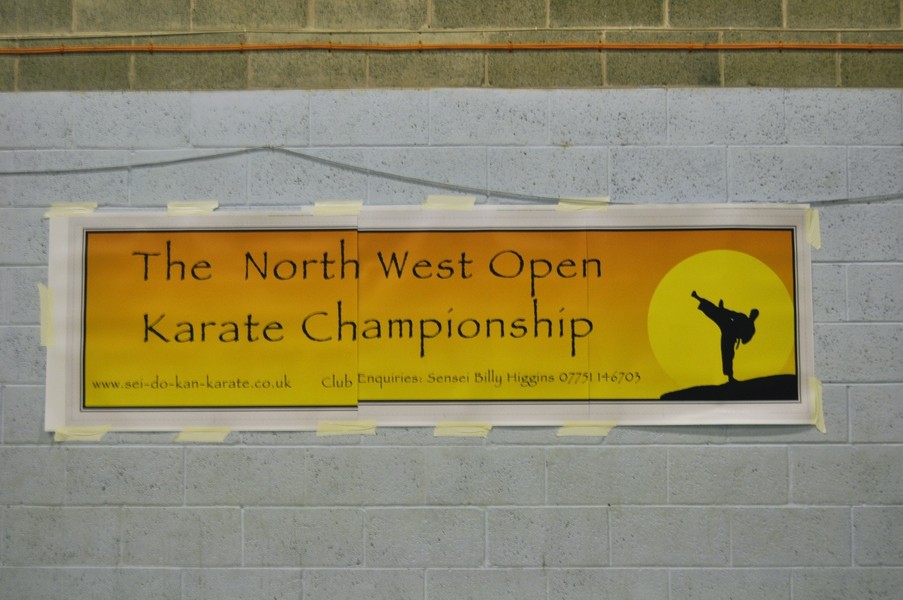 The North West Open
Karate Championship
www.sei-do-kan-karate.co.uk Club Enquiries: Sensei Billy Higgins 07751 146703